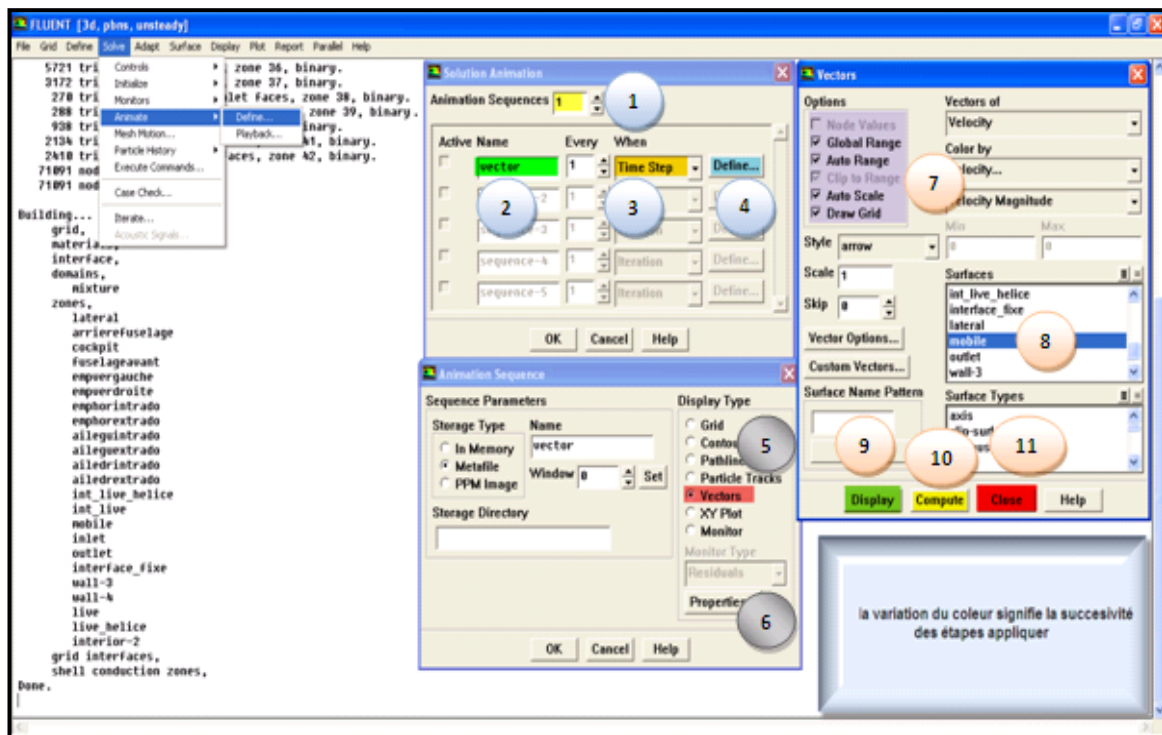 FLUENT [3d, pbns, unsteady]
File Grid Define Solve Adapt Surface Display Plot Report Parallel Help
5721 tri zone 36, binary.
3172 tri zone 37, binary.
270 tri let faces, zone 38, binary.
288 tri zone 39, binary.
938 tri inary.
2134 tri 41, binary.
2410 tri aces, zone 42, binary.
71091 nod
71091 nod
Building...
grid,
materia
interface,
domains,
mixture
zones,
lateral
arrierefuselage
cockpit
fuselageavant
empvergauche
empverdroite
emphorintrado
emphorextrado
aileguintrado
aileguextrado
ailedrintrado
ailedrextrado
int_live_helice
int_live
mobile
inlet
outlet
interface_fixe
wall-3
wall-4
live
live_helice
interior-2
grid interfaces,
shell conduction zones,
Done.
Controls
Initialize
Monitors
Animate
Mesh Motion...
Particle History
Execute Commands...
Case Check...
Iterate...
Acoustic Signals...
Define...
Playback...
Solution Animation
Animation Sequences 1
1
Active Name Every When
vector 1 Time Step Define...
-2
sequence-3 1
sequence-4 1 Iteration Define...
sequence-5 1 Iteration Define...
2 3 4
OK Cancel Help
Animation Sequence
Sequence Parameters
Storage Type
In Memory
Metafile
PPM Image
Name
vector
Window 0 Set
Storage Directory
Display Type
Grid
Contou
Pathline
Particle Tracks
Vectors
XY Plot
Monitor
5
Monitor Type
Residuals
Properties
6
OK Cancel Help
Vectors
Options
Node Values
Global Range
Auto Range
Clip to Range
Auto Scale
Draw Grid
7
Vectors of
Velocity
Color by
elocity...
elocity Magnitude
Min Max
0 0
Style arrow
Scale 1
Skip 0
Vector Options...
Custom Vectors...
Surface Name Pattern
Surfaces
int_live_helice
interface_fixe
lateral
mobile
outlet
wall-3
8
Surface Types
axis
9 10 11
Display Compute Close Help
la variation du coleur signifie la succesivité
des étapes appliquer